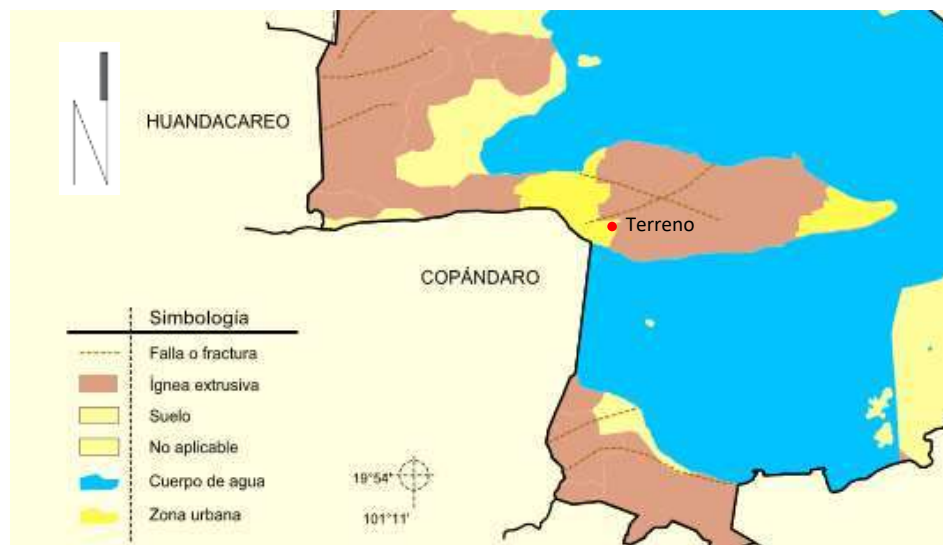 HUANDACAREO
Terreno
COPÁNDARO
Simbología
Falla o fractura
Ígnea extrusiva
Suelo
No aplicable
Cuerpo de agua
Zona urbana
19°54'
101°11'